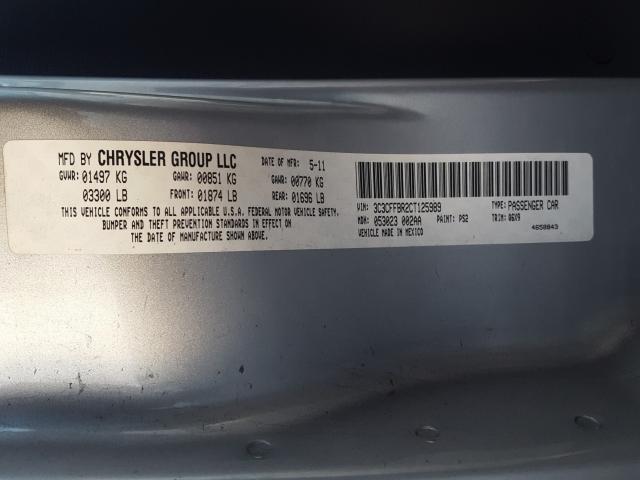 MFD BY CHRYSLER GROUP LLC DATE OF MFR: 5-11
GVWR: 01497 KG GAWR: 00851 KG GAWR: 00770 KG
03300 LB FRONT: 01874 LB REAR: 01696 LB
THIS VEHICLE CONFORMS TO ALL APPLICABLE U.S.A. FEDERAL MOTOR VEHICLE SAFETY,
BUMPER AND THEFT PREVENTION STANDARDS IN EFFECT ON
THE DATE OF MANUFACTURE SHOWN ABOVE.
VIN: 3C3CFFBR2CT125989 TYPE: PASSENGER CAR
MDH: 053023 002AA PAINT: PS2 TRIM: G6X9
VEHICLE MADE IN MEXICO 4650843